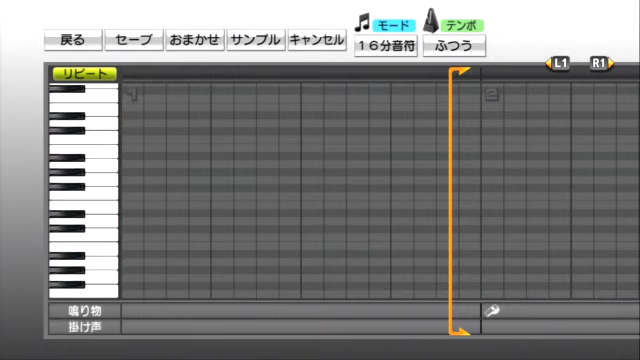 モード テンポ
戻る セーブ おまかせ サンプル キャンセル 16分音符 ふつう
L1 R1
リピート
1 2
鳴り物
掛け声